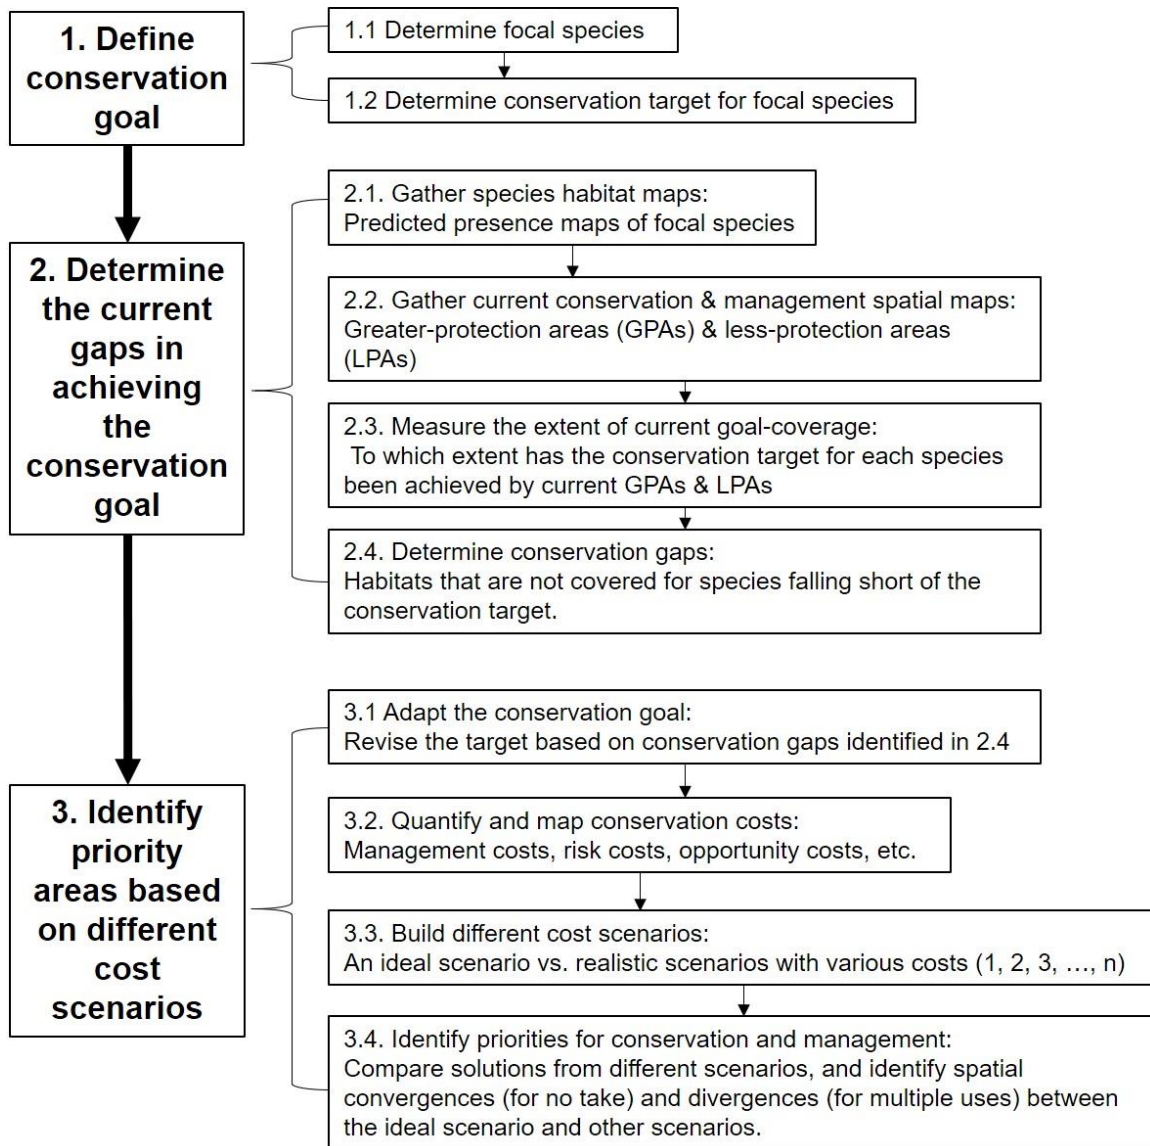 1. Define
conservation
goal
1.1 Determine focal species
1.2 Determine conservation target for focal species
2. Determine
the current
gaps in
achieving
the
conservation
goal
2.1. Gather species habitat maps:
Predicted presence maps of focal species
2.2. Gather current conservation & management spatial maps:
Greater-protection areas (GPAs) & less-protection areas
(LPAs)
2.3. Measure the extent of current goal-coverage:
To which extent has the conservation target for each species
been achieved by current GPAs & LPAs
2.4. Determine conservation gaps:
Habitats that are not covered for species falling short of the
conservation target.
3. Identify
priority
areas based
on different
cost
scenarios
3.1 Adapt the conservation goal:
Revise the target based on conservation gaps identified in 2.4
3.2. Quantify and map conservation costs:
Management costs, risk costs, opportunity costs, etc.
3.3. Build different cost scenarios:
An ideal scenario vs. realistic scenarios with various costs (1, 2, 3, …, n)
3.4. Identify priorities for conservation and management:
Compare solutions from different scenarios, and identify spatial
convergences (for no take) and divergences (for multiple uses) between
the ideal scenario and other scenarios.